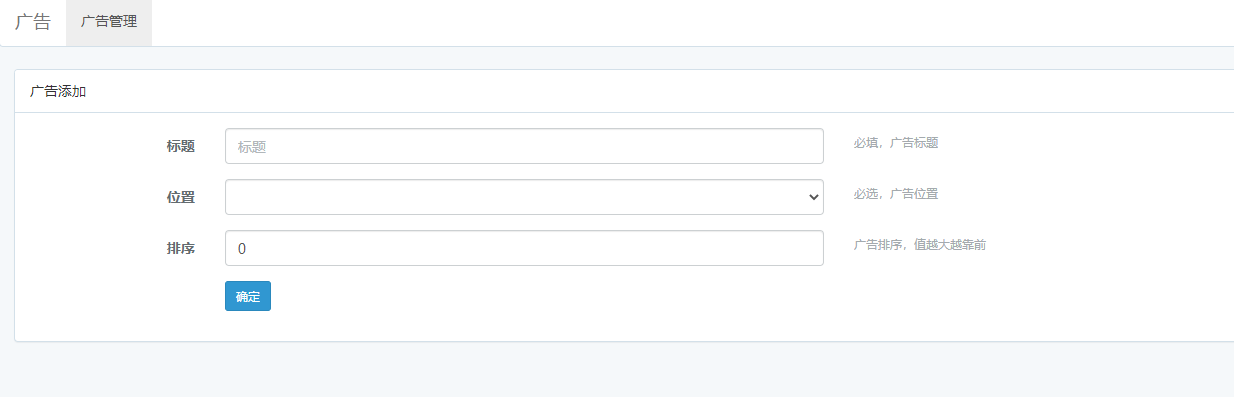 广告 广告管理
广告添加
标题 标题 必填，广告标题
位置 必选，广告位置
排序 0 广告排序，值越大越靠前
确定